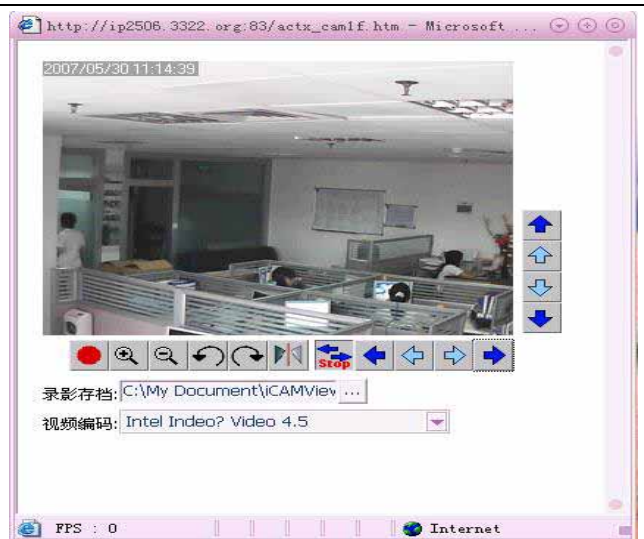 http://ip2506.3322.org:83/actx_cam1f.htm - Microsoft ...
2007/05/30 11:14:39
Stop
录影存档: C:\My Document\iCAMView ...
视频编码: Intel Indeo? Video 4.5
FPS : 0 Internet